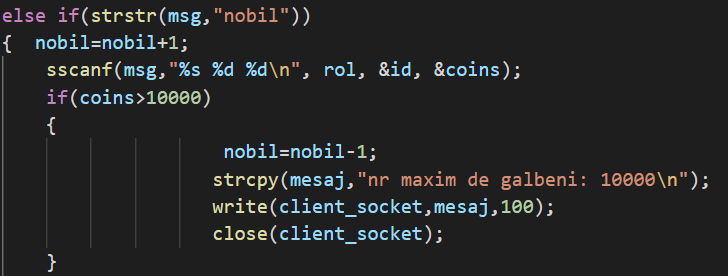 else if(strstr(msg,"nobil"))
{ nobil=nobil+1;
sscanf(msg,"%s %d %d\n", rol, &id, &coins);
if(coins>10000)
{
nobil=nobil-1;
strcpy(mesaj,"nr maxim de galbeni: 10000\n");
write(client_socket,mesaj,100);
close(client_socket);
}